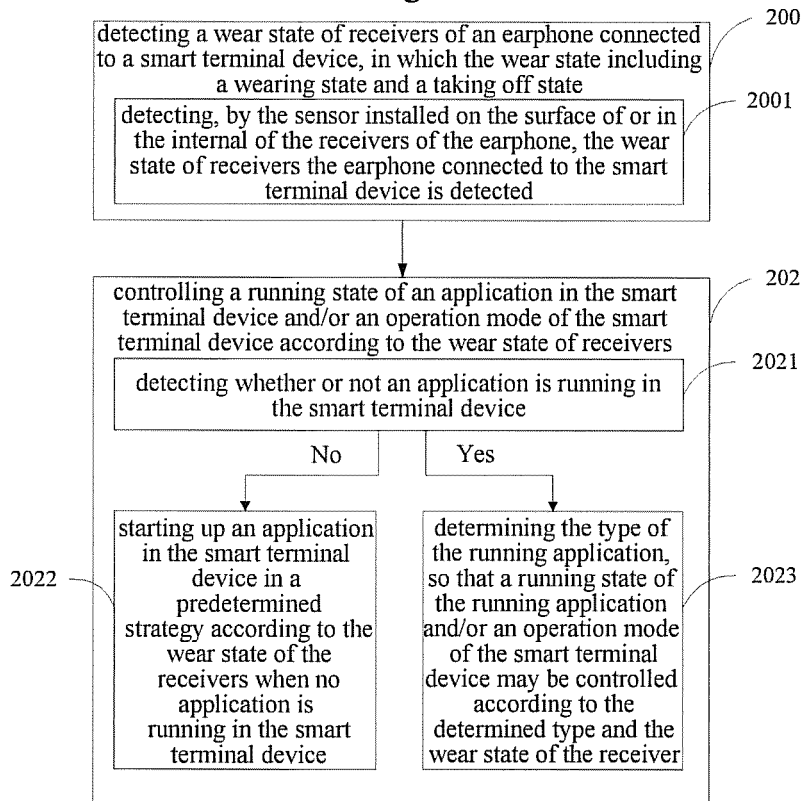 200
detecting a wear state of receivers of an earphone connected
to a smart terminal device, in which the wear state including
a wearing state and a taking off state
2001
detecting, by the sensor installed on the surface of or in
the internal of the receivers of the earphone, the wear
state of receivers the earphone connected to the smart
terminal device is detected
202
controlling a running state of an application in the smart
terminal device and/or an operation mode of the smart
terminal device according to the wear state of receivers
2021
detecting whether or not an application is running in
the smart terminal device
No
Yes
2022
starting up an application
in the smart terminal
device in a
predetermined
strategy according to the
wear state of the
receivers when no
application is
running in the smart
terminal device
2023
determining the type of
the running application,
so that a running state of
the running application
and/or an operation mode
of the smart terminal
device may be controlled
according to the
determined type and the
wear state of the receiver